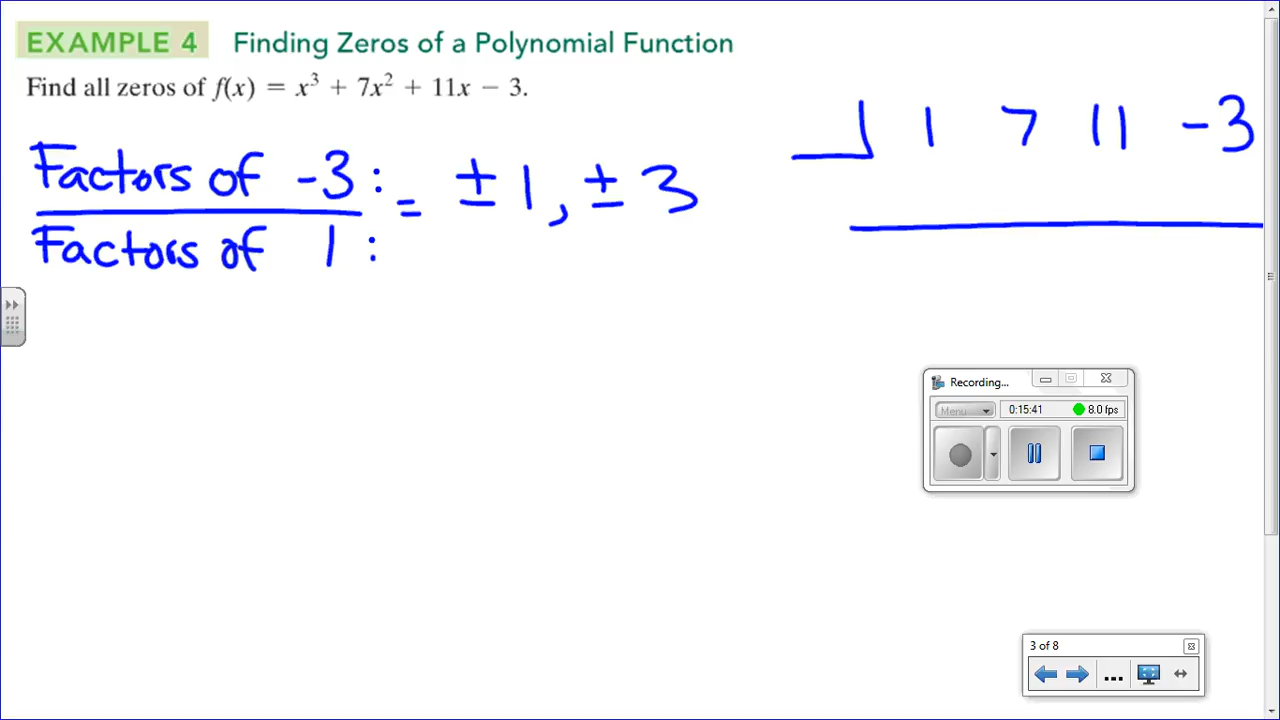 EXAMPLE 4 Finding Zeros of a Polynomial Function
Find all zeros of f(x) = x³ + 7x² + 11x − 3.
1 7 11 -3
Factors of -3: = ± 1, ± 3
Factors of 1:
Recording...
Menu 0:15:41 8.0 fps
3 of 8
...